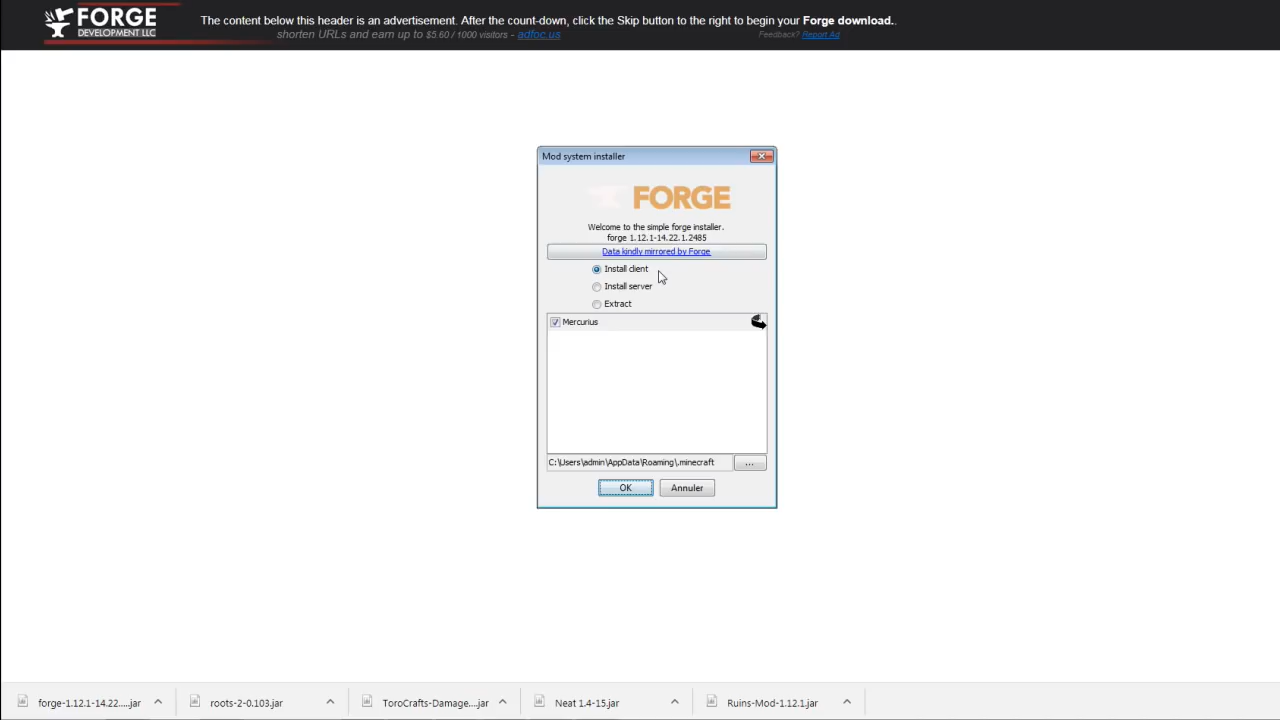 FORGE
DEVELOPMENT LLC
The content below this header is an advertisement. After the count-down, click the Skip button to the right to begin your Forge download..
shorten URLs and earn up to $5.60 / 1000 visitors - adfoc.us
Feedback? Report Ad
Mod system installer
FORGE
Welcome to the simple forge installer.
forge 1.12.1-14.22.1.2485
Data kindly mirrored by Forge
Install client
Install server
Extract
Mercurius
C:\Users\admin\AppData\Roaming\.minecraft
...
OK
Annuler
forge-1.12.1-14.22.....jar
roots-2-0.103.jar
ToroCrafts-Damage....jar
Neat 1.4-15.jar
Ruins-Mod-1.12.1.jar